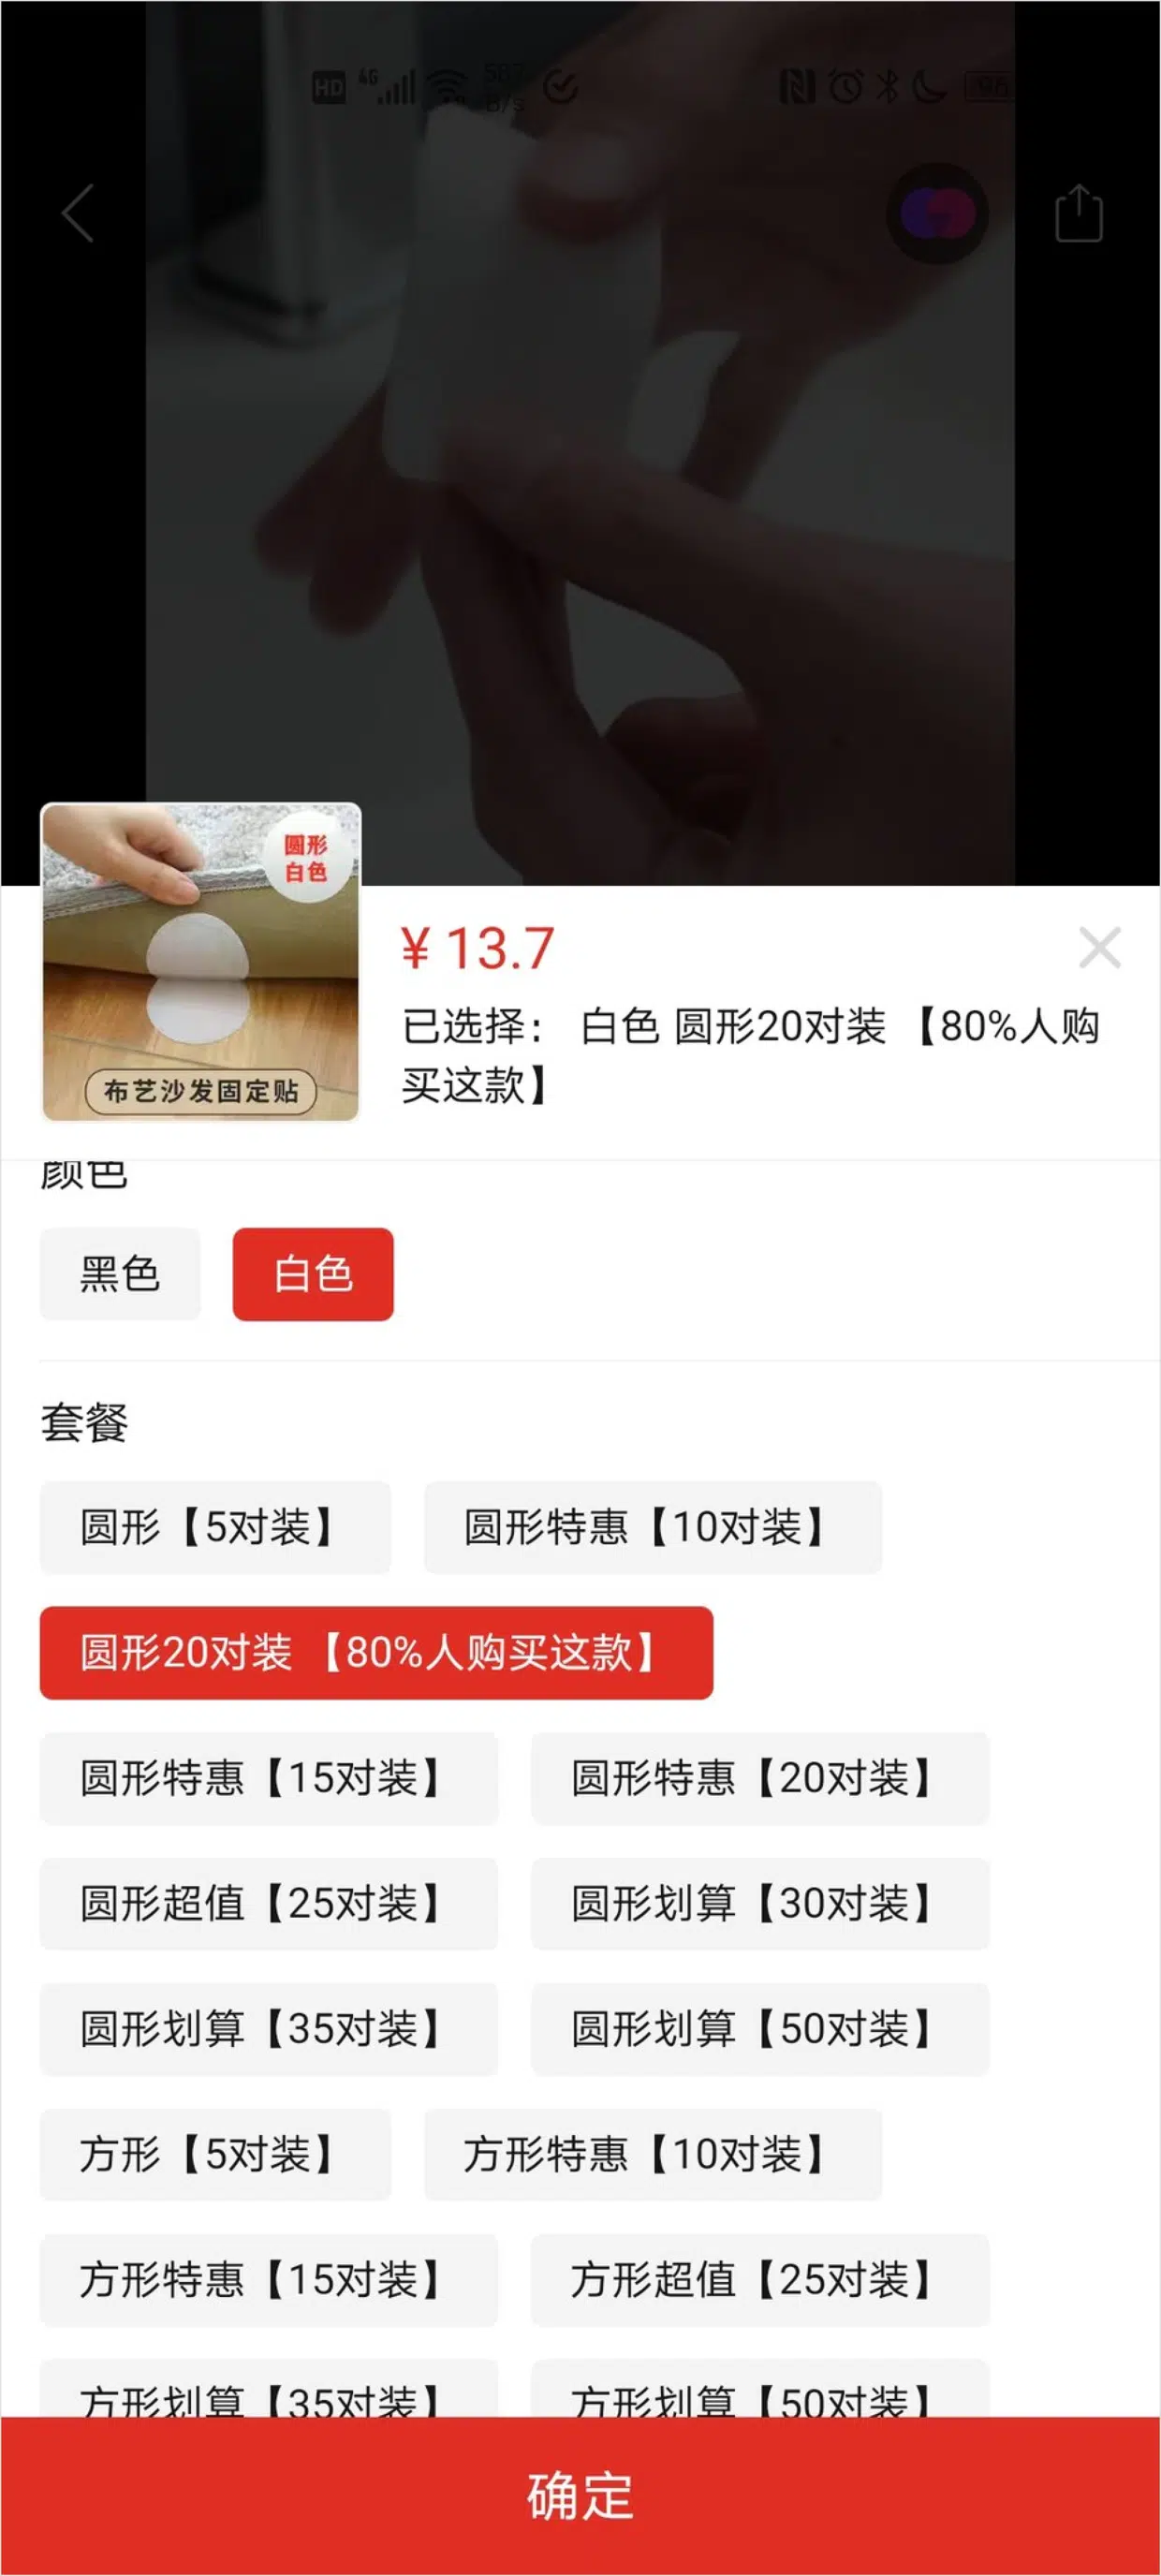 HD 4G
圆形
白色
布艺沙发固定贴
¥ 13.7
已选择： 白色 圆形20对装 【80%人购
买这款】
颜色
黑色 白色
套餐
圆形【5对装】 圆形特惠【10对装】
圆形20对装 【80%人购买这款】
圆形特惠【15对装】 圆形特惠【20对装】
圆形超值【25对装】 圆形划算【30对装】
圆形划算【35对装】 圆形划算【50对装】
方形【5对装】 方形特惠【10对装】
方形特惠【15对装】 方形超值【25对装】
方形划算【35对装】 方形划算【50对装】
确定